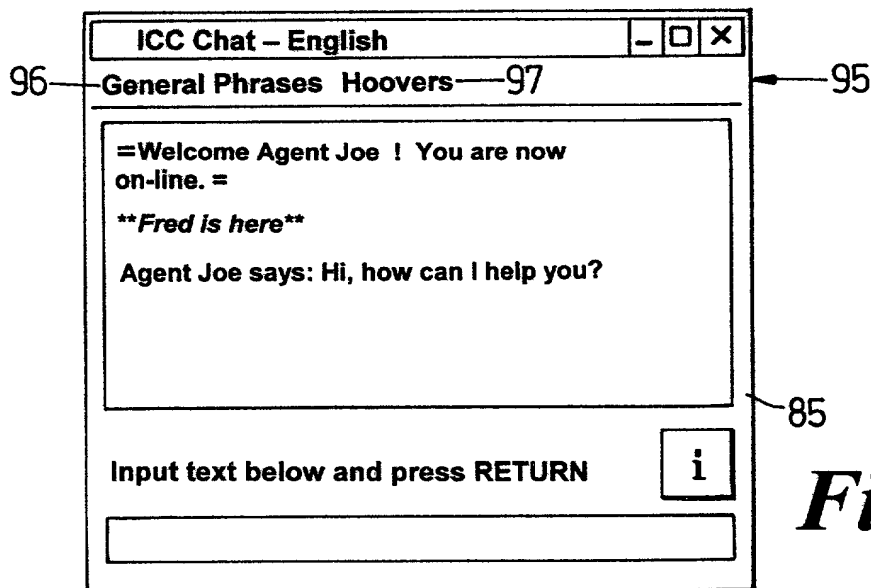 ICC Chat – English
96 General Phrases Hoovers 97 95
=Welcome Agent Joe ! You are now
on-line. =
**Fred is here**
Agent Joe says: Hi, how can I help you?
85
Input text below and press RETURN i